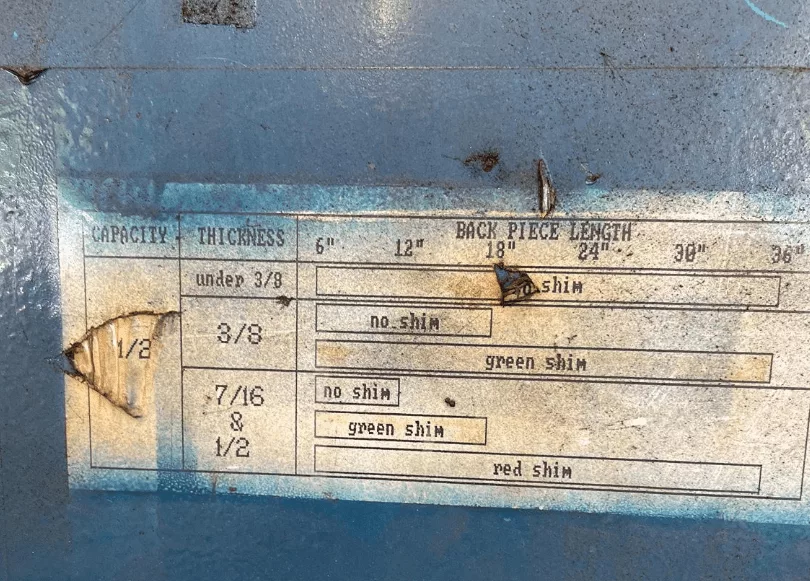 CAPACITY THICKNESS BACK PIECE LENGTH
6" 12" 18" 24" 30" 36"
under 3/8 no shim
1/2 3/8 no shim
green shim
7/16 no shim
&
green shim
1/2
red shim